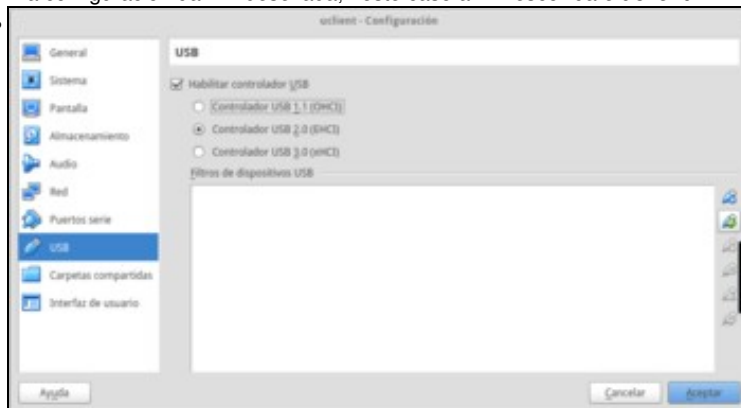 uclient - Configuración
General
Sistema
Pantalla
Almacenamiento
Audio
Red
Puertos serie
USB
Carpetas compartidas
Interfaz de usuario
USB
Habilitar controlador USB
Controlador USB 1.1 (OHCI)
Controlador USB 2.0 (EHCI)
Controlador USB 3.0 (xHCI)
Filtros de dispositivos USB
Ayuda
Cancelar
Aceptar